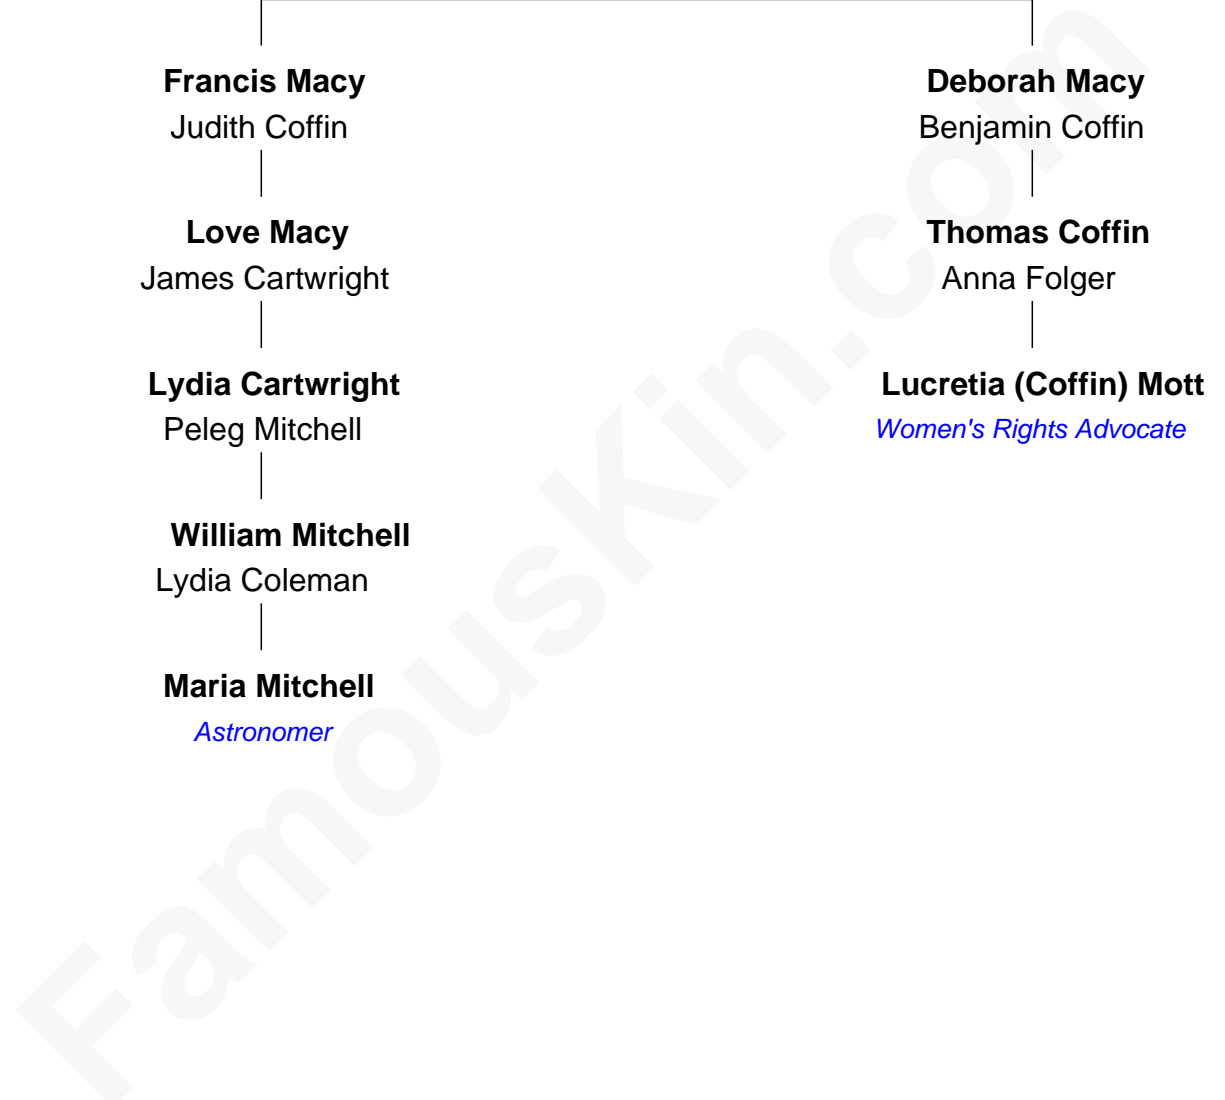 Francis Macy
Judith Coffin
Love Macy
James Cartwright
Lydia Cartwright
Peleg Mitchell
William Mitchell
Lydia Coleman
Maria Mitchell
Astronomer
Deborah Macy
Benjamin Coffin
Thomas Coffin
Anna Folger
Lucretia (Coffin) Mott
Women's Rights Advocate
FamousKin.com